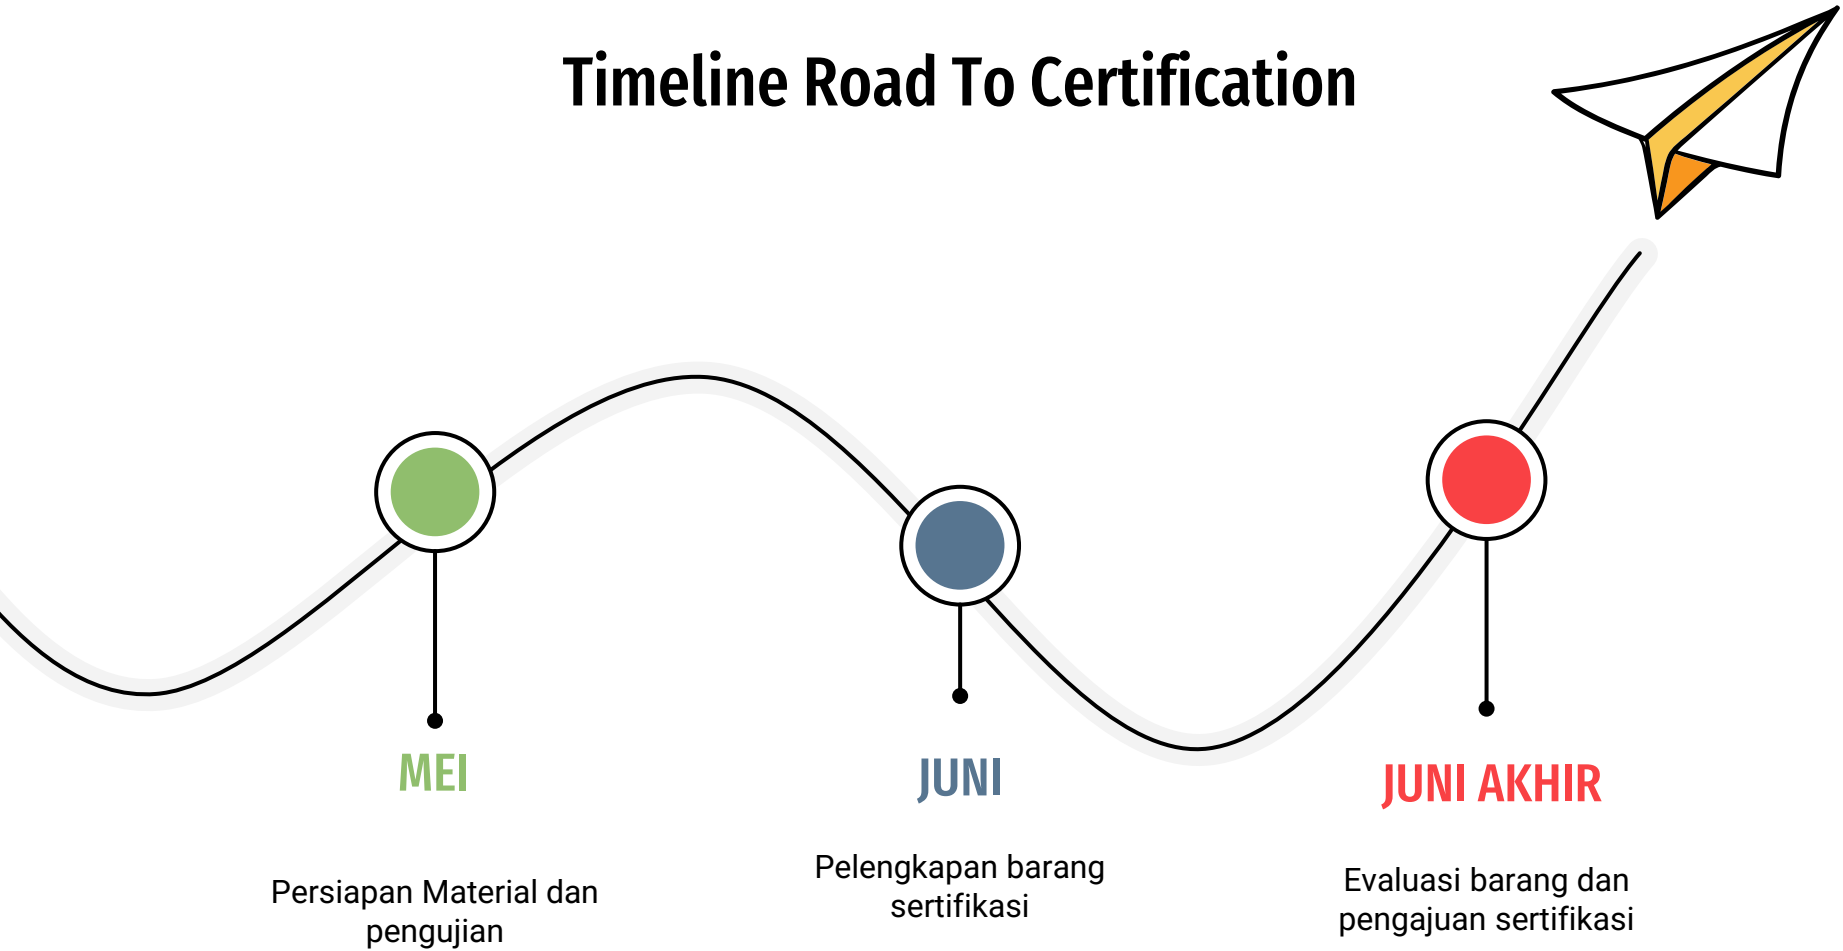 Timeline Road To Certification
MEI
Persiapan Material dan
pengujian
JUNI
Pelengkapan barang
sertifikasi
JUNI AKHIR
Evaluasi barang dan
pengajuan sertifikasi